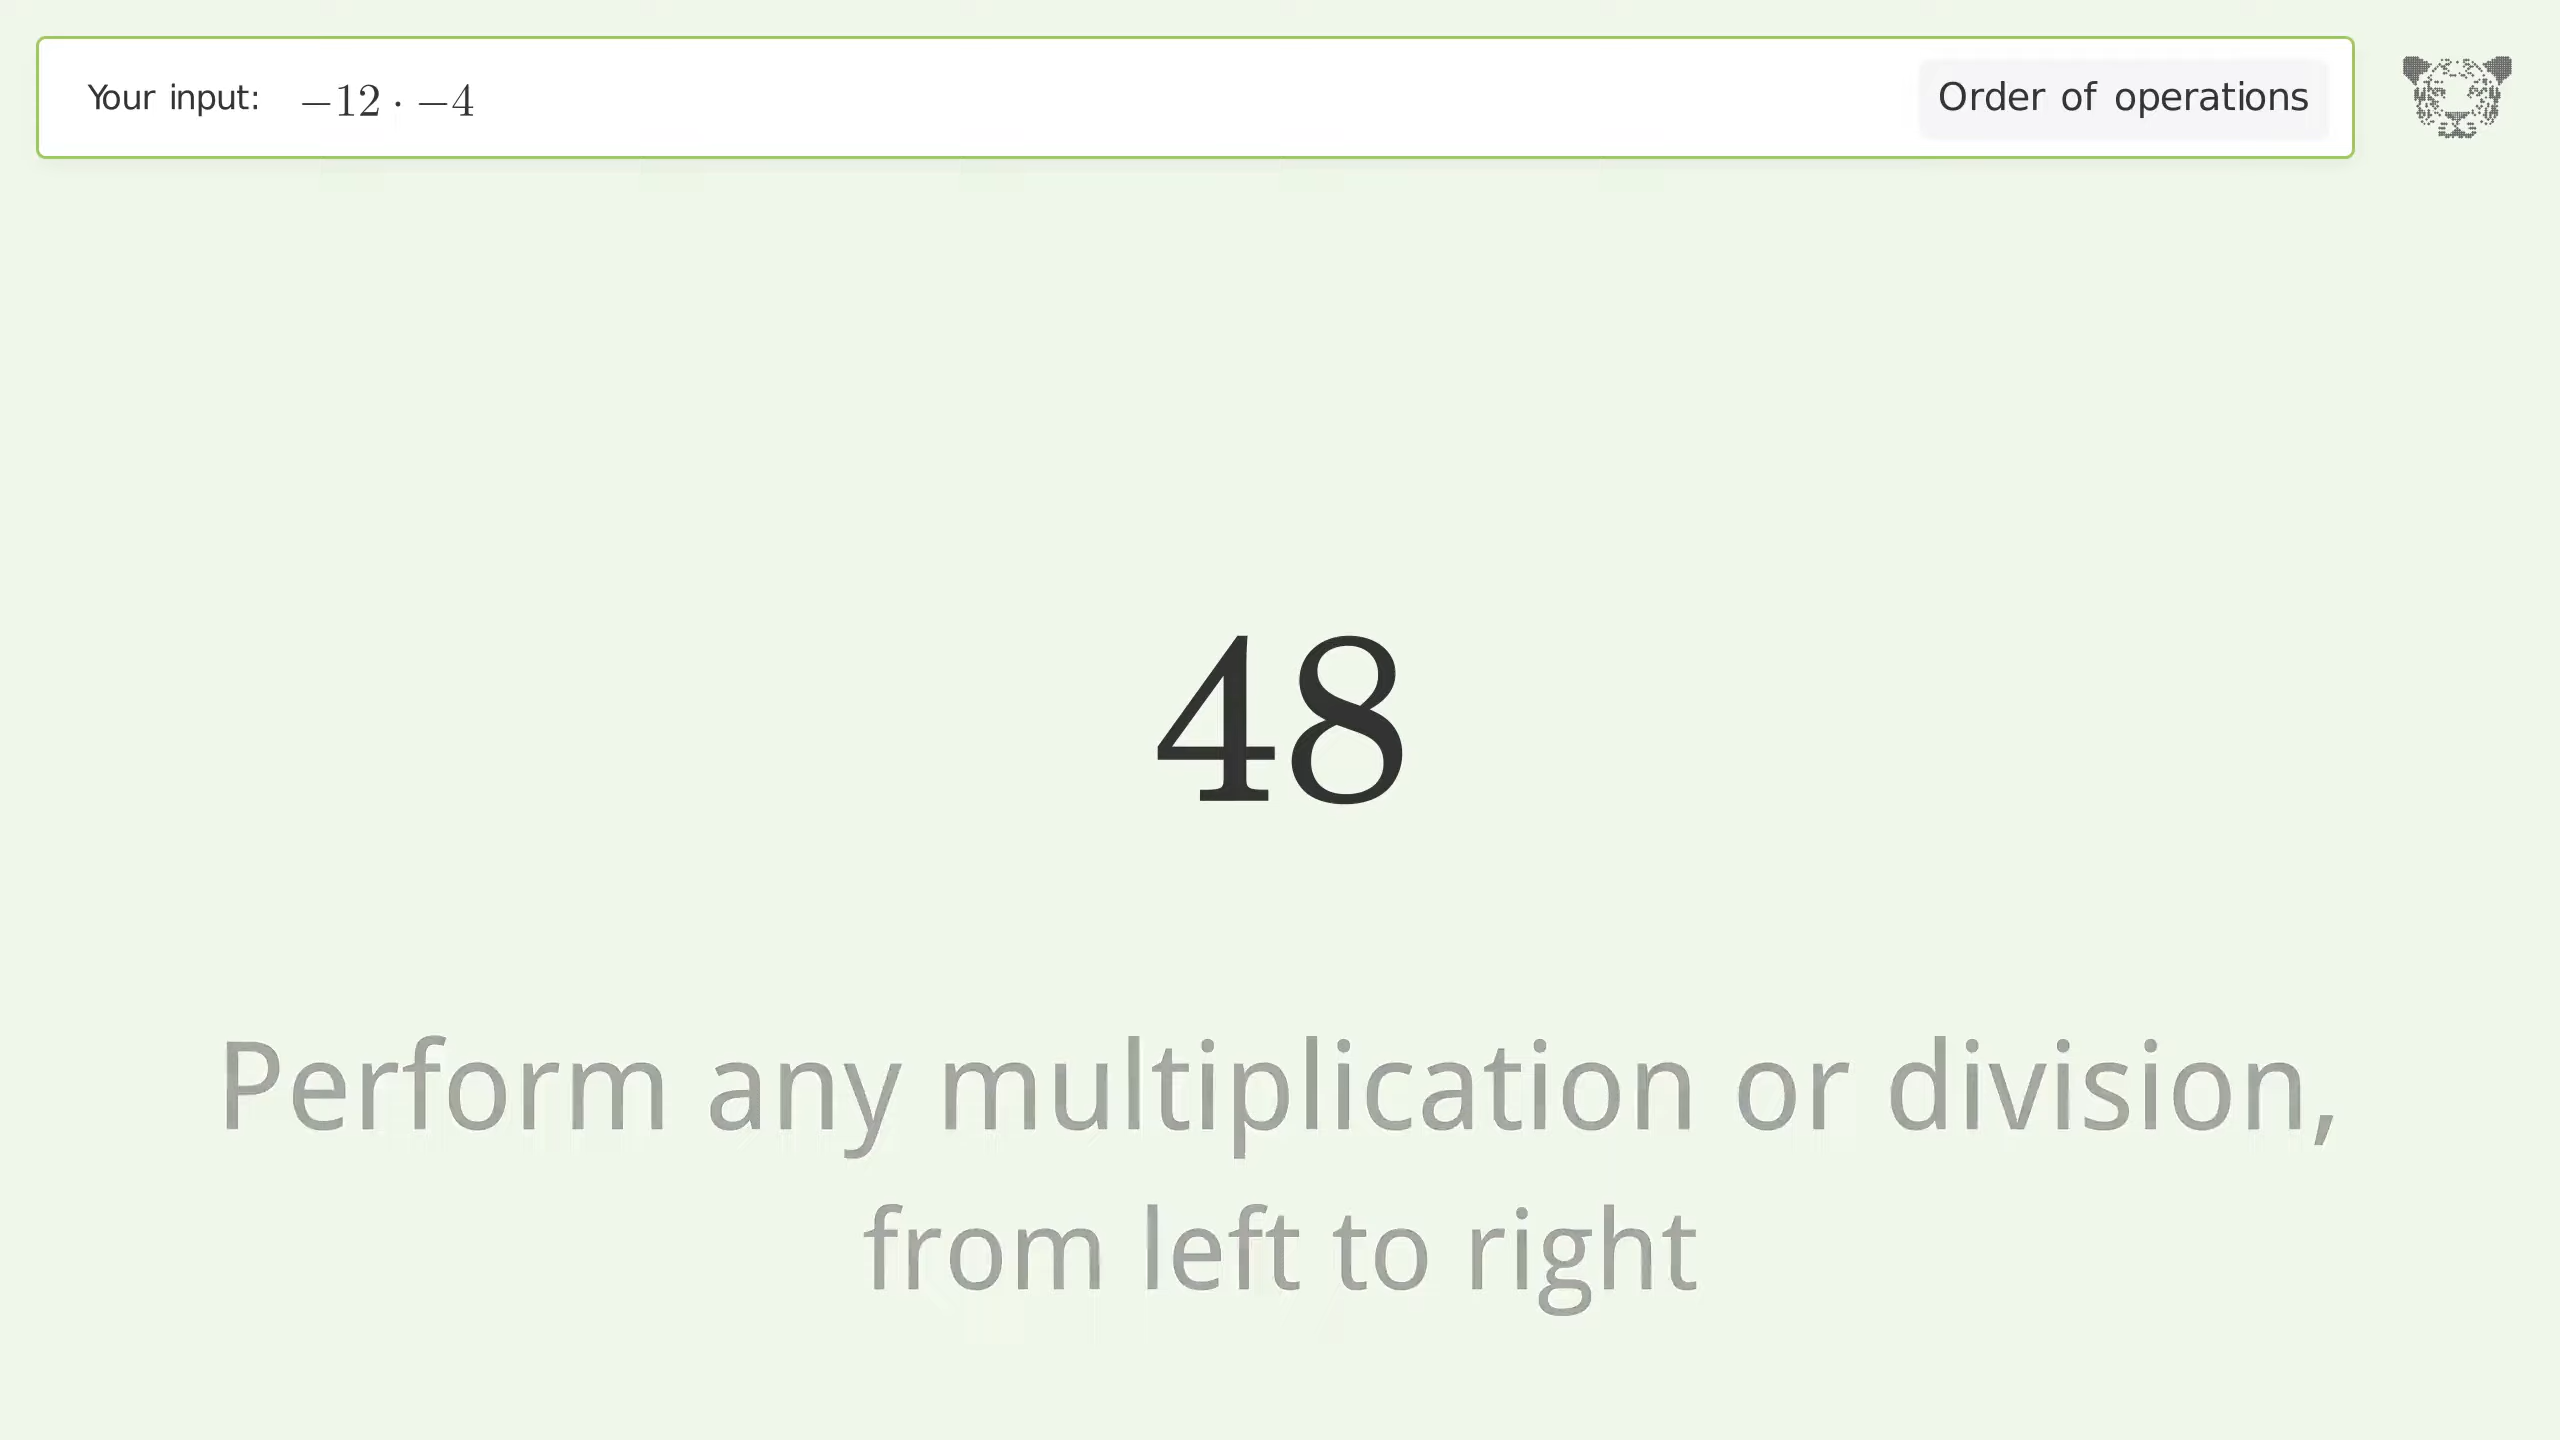 Your input: −12 · −4
Order of operations
48
Perform any multiplication or division,
from left to right